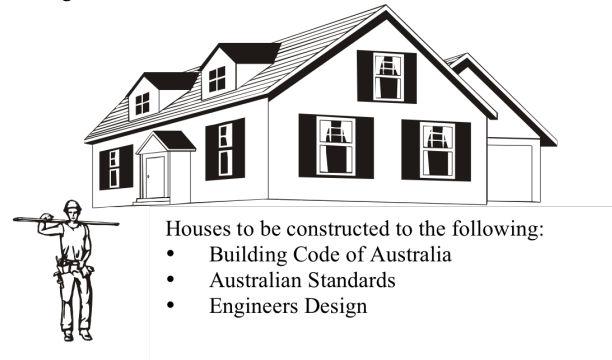 Houses to be constructed to the following:
• Building Code of Australia
• Australian Standards
• Engineers Design